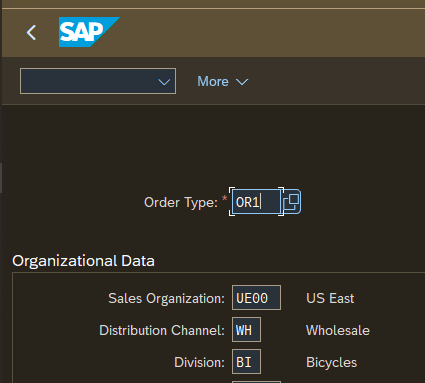 SAP
More
Order Type: * OR1
Organizational Data
Sales Organization: UE00 US East
Distribution Channel: WH Wholesale
Division: BI Bicycles